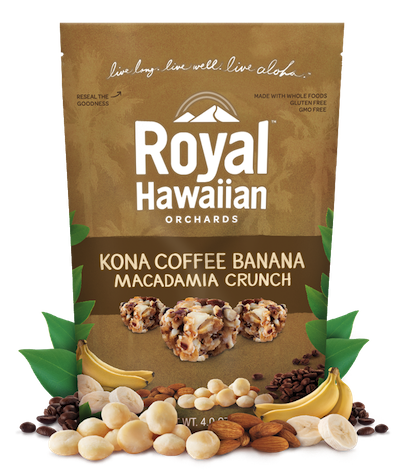 live long. live well. live aloha.
RESEAL THE
GOODNESS
MADE WITH WHOLE FOODS
GLUTEN FREE
GMO FREE
Royal™
Hawaiian
ORCHARDS
KONA COFFEE BANANA
MACADAMIA CRUNCH
WT. 4.0